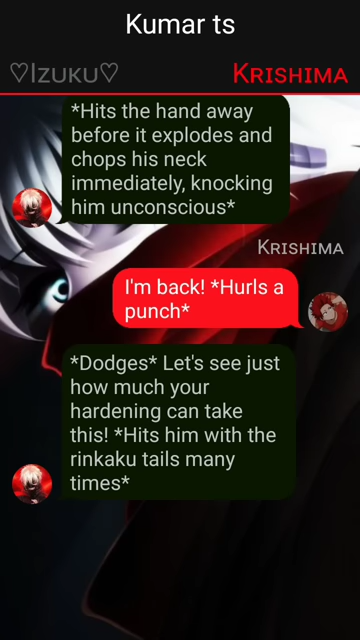 Kumar ts
♡Izuku♡ Krishima
*Hits the hand away
before it explodes and
chops his neck
immediately, knocking
him unconscious*
Krishima
I'm back! *Hurls a
punch*
*Dodges* Let's see just
how much your
hardening can take
this! *Hits him with the
rinkaku tails many
times*